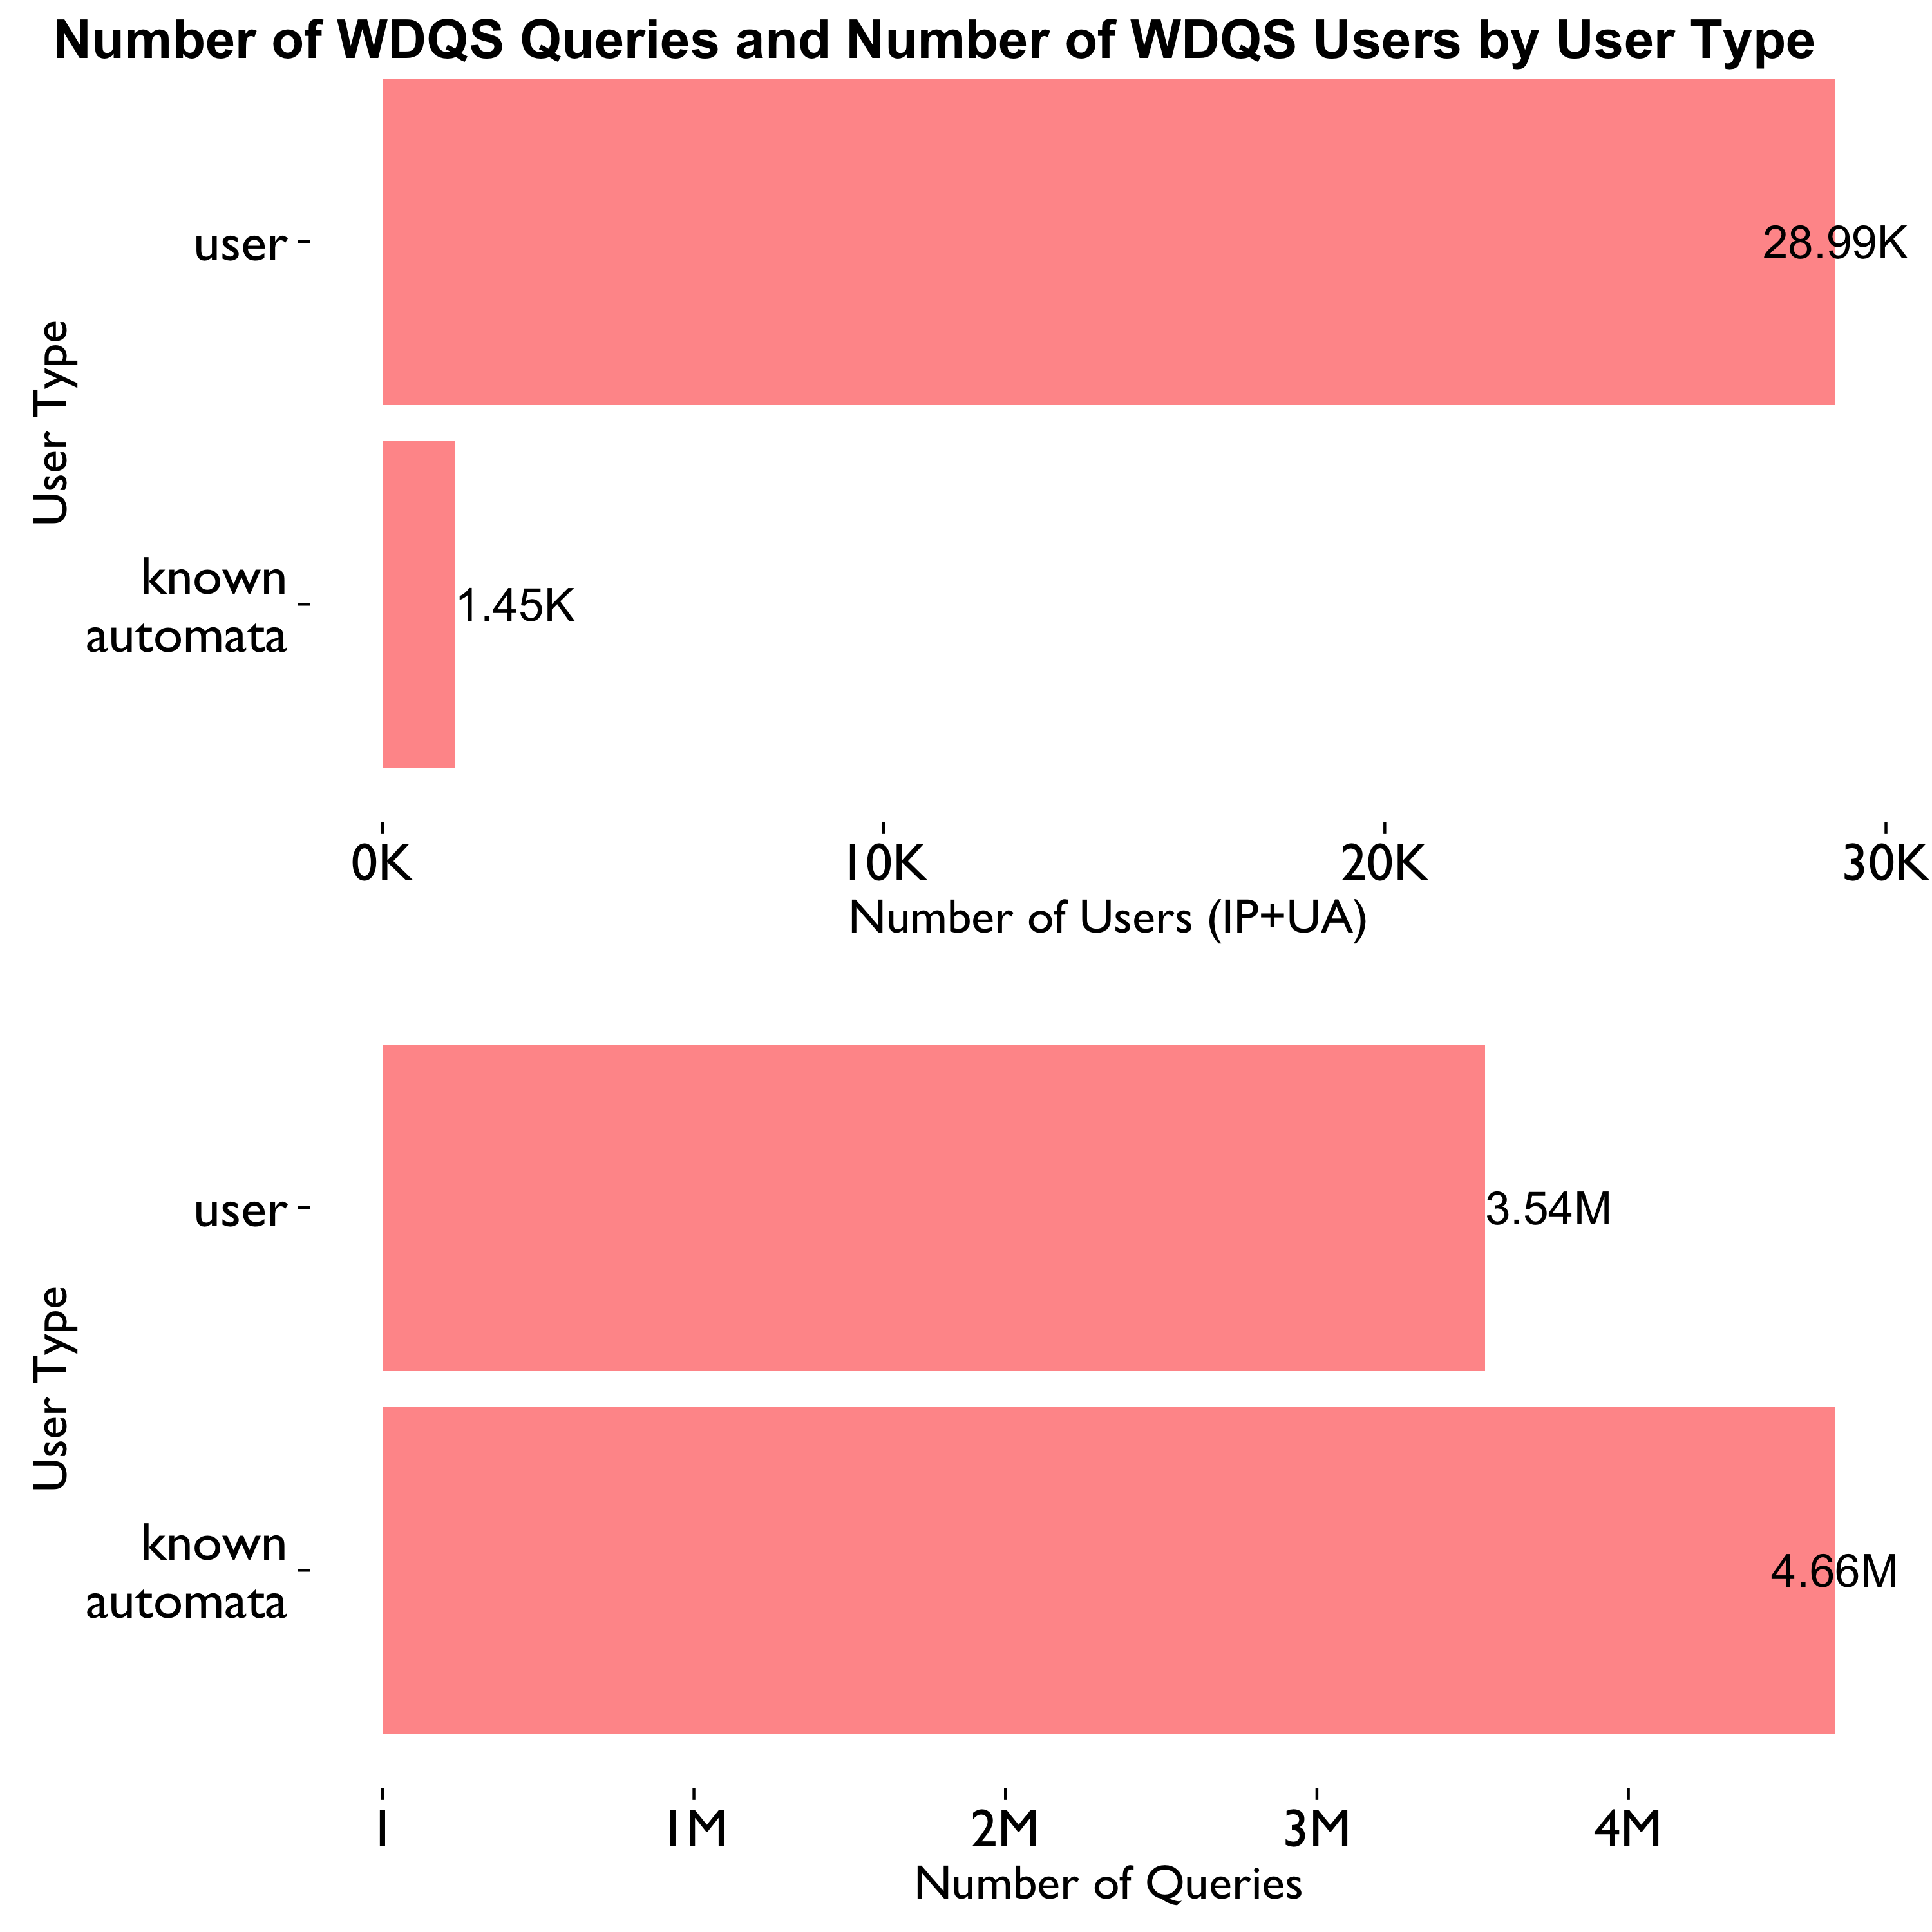 Number of WDQS Queries and Number of WDQS Users by User Type
User Type
user
28.99K
known
automata
1.45K
0K 10K 20K 30K
Number of Users (IP+UA)
User Type
user
3.54M
known
automata
4.66M
1 1M 2M 3M 4M
Number of Queries